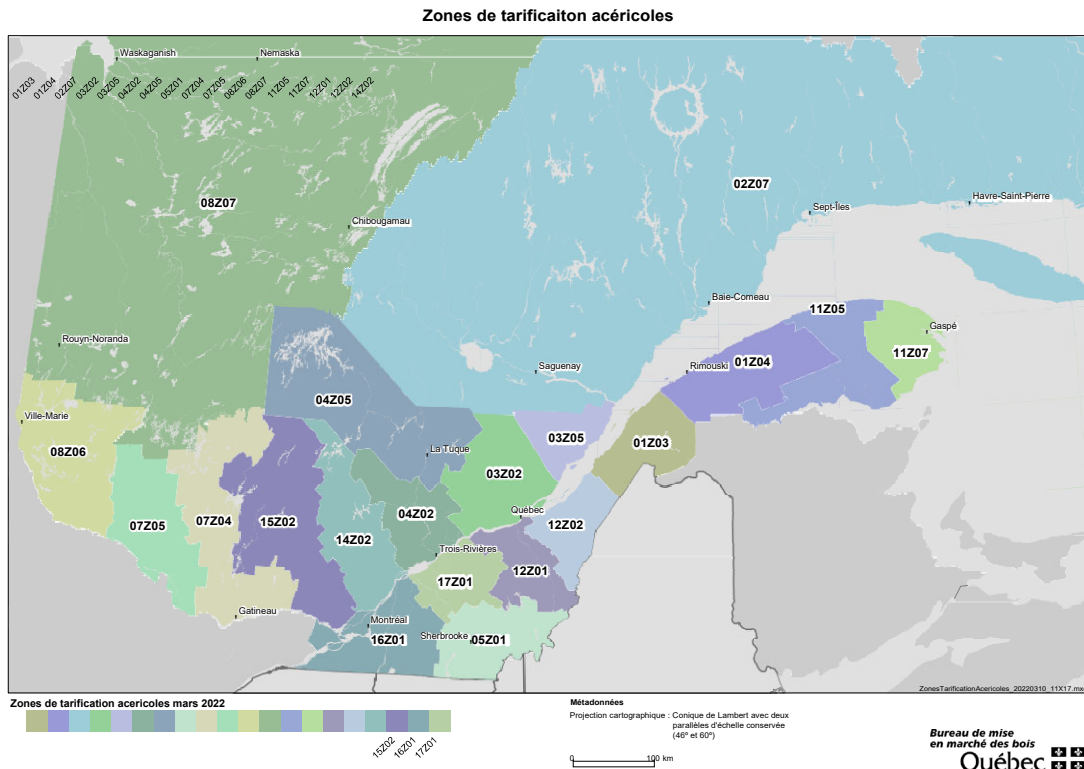 Zones de tarificaiton acéricoles
Waskaganish
Nemaska
01Z03
01Z04
02Z07
03Z02
03Z05
04Z02
04Z05
05Z01
07Z04
07Z05
08Z06
08Z07
11Z05
11Z07
12Z01
12Z02
14Z02
02Z07
08Z07
Havre-Saint-Pierre
Sept-Îles
Chibougamau
Baie-Comeau
11Z05
Gaspé
Rouyn-Noranda
11Z07
01Z04
Saguenay
Rimouski
04Z05
Ville-Marie
03Z05
01Z03
08Z06
La Tuque
03Z02
Québec
04Z02
15Z02
07Z04
07Z05
12Z02
14Z02
Trois-Rivières
12Z01
17Z01
Gatineau
Montréal
16Z01
Sherbrooke
05Z01
ZonesTarificationAcericoles_20220310_11X17.mx
Zones de tarification acericoles mars 2022
15Z02
16Z01
17Z01
Métadonnées
Projection cartographique : Conique de Lambert avec deux
parallèles d'échelle conservée
(46º et 60º)
0 100 km
Bureau de mise
en marché des bois
Québec